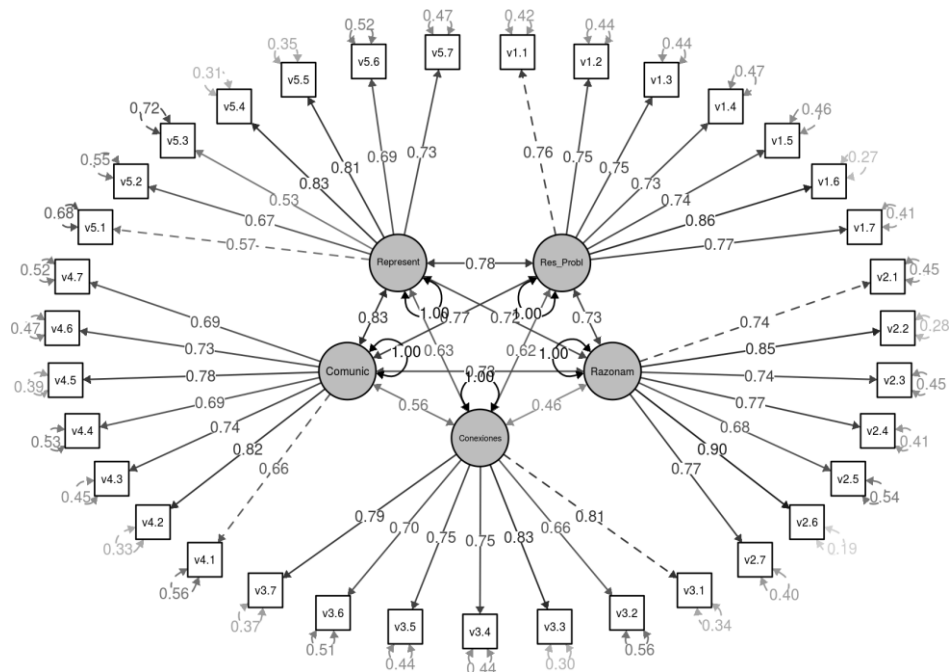 0.52
0.47
0.42
0.44
v5.6
v5.7
v1.1
v1.2
0.35
0.44
v5.5
v1.3
0.31
0.47
v5.4
v1.4
0.72
0.46
v5.3
v1.5
0.55
0.27
v5.2
v1.6
0.68
0.41
v5.1
v1.7
0.57
0.67
0.53
0.83
0.81
0.69
0.73
0.76
0.75
0.75
0.73
0.74
0.86
0.77
Represent
0.78
Res_Probl
1.00
1.00
0.83
0.77
0.63
0.72
0.62
0.73
0.52
v4.7
0.47
v4.6
0.39
v4.5
0.53
v4.4
0.45
v4.3
0.33
v4.2
0.56
v4.1
0.69
0.73
0.78
0.69
0.74
0.82
0.66
Comunic
1.00
0.73
1.00
Razonam
0.56
1.00
0.46
Conexiones
v2.1
0.45
v2.2
0.28
v2.3
0.45
v2.4
0.41
v2.5
0.54
v2.6
0.19
v2.7
0.40
0.74
0.85
0.74
0.77
0.68
0.90
0.77
0.79
0.70
0.75
0.75
0.83
0.66
0.81
v3.7
v3.6
v3.5
v3.4
v3.3
v3.2
v3.1
0.37
0.51
0.44
0.44
0.30
0.56
0.34